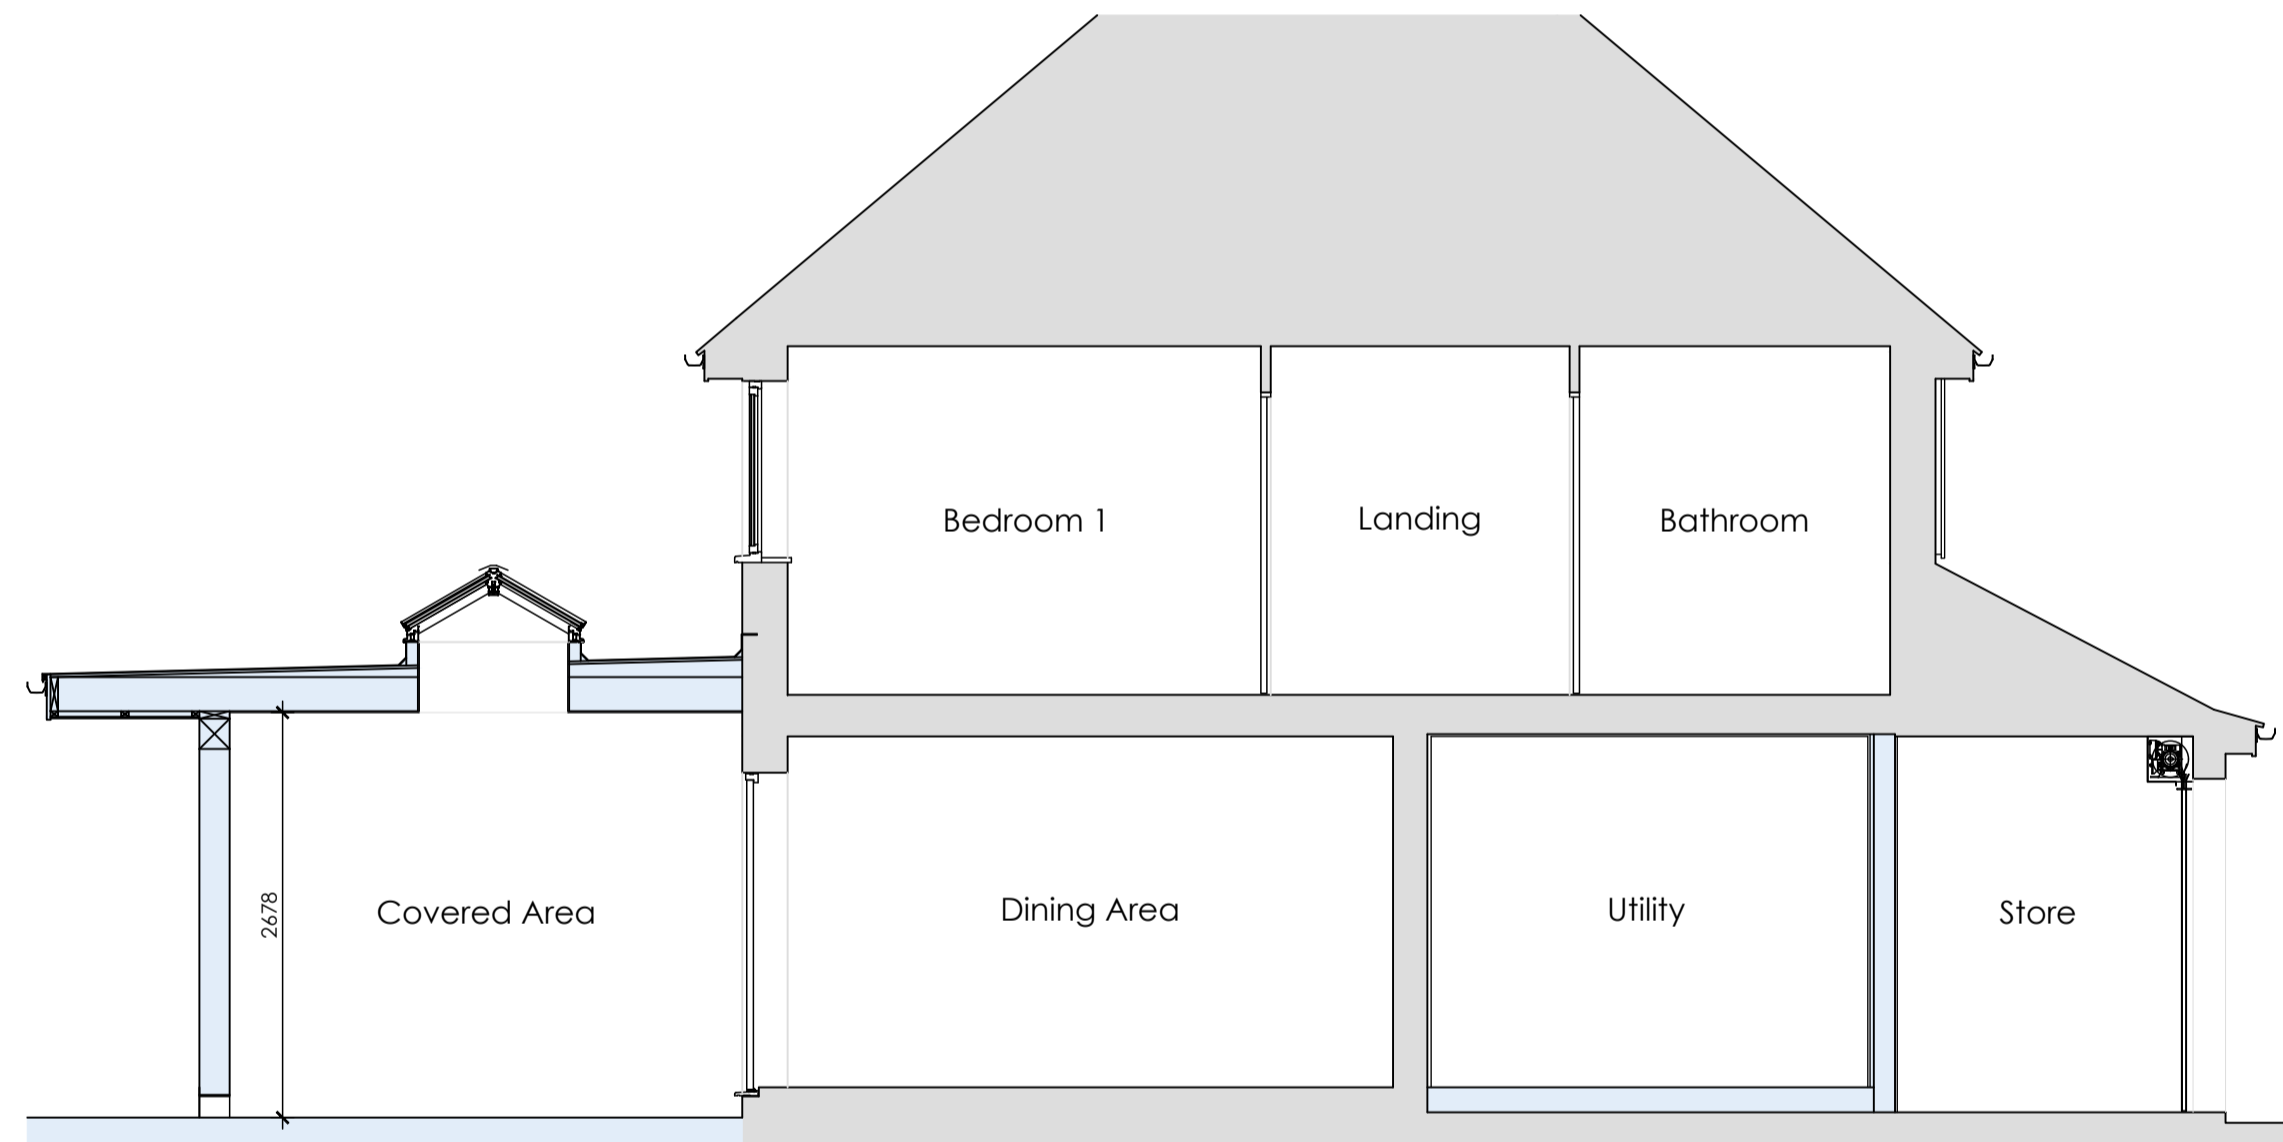 Bedroom 1
Landing
Bathroom
2678
Covered Area
Dining Area
Utility
Store